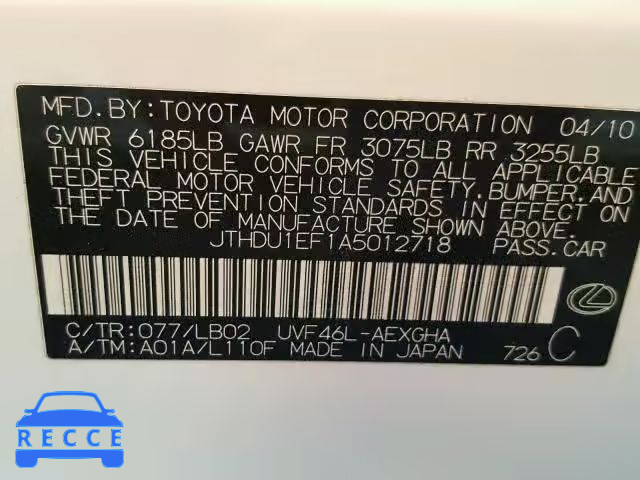 MFD. BY: TOYOTA MOTOR CORPORATION 04/10
GVWR 6185LB GAWR FR 3075LB RR 3255LB
THIS VEHICLE CONFORMS TO ALL APPLICABLE
FEDERAL MOTOR VEHICLE SAFETY, BUMPER, AND
THEFT PREVENTION STANDARDS IN EFFECT ON
THE DATE OF MANUFACTURE SHOWN ABOVE.
JTHDU1EF1A5012718 PASS. CAR
C/TR: 077/LB02 UVF46L-AEXGHA
A/TM: A01A/L110F MADE IN JAPAN 726 C
RECCE